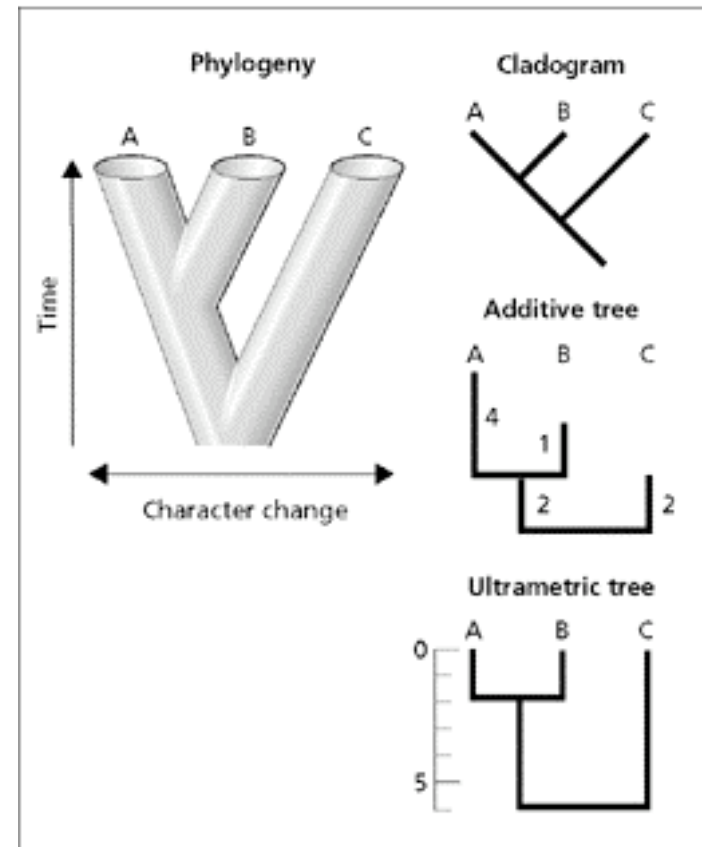 Phylogeny
A B C
Time
Character change
Cladogram
A B C
Additive tree
A B C
4
1
2 2
Ultrametric tree
A B C
0
5